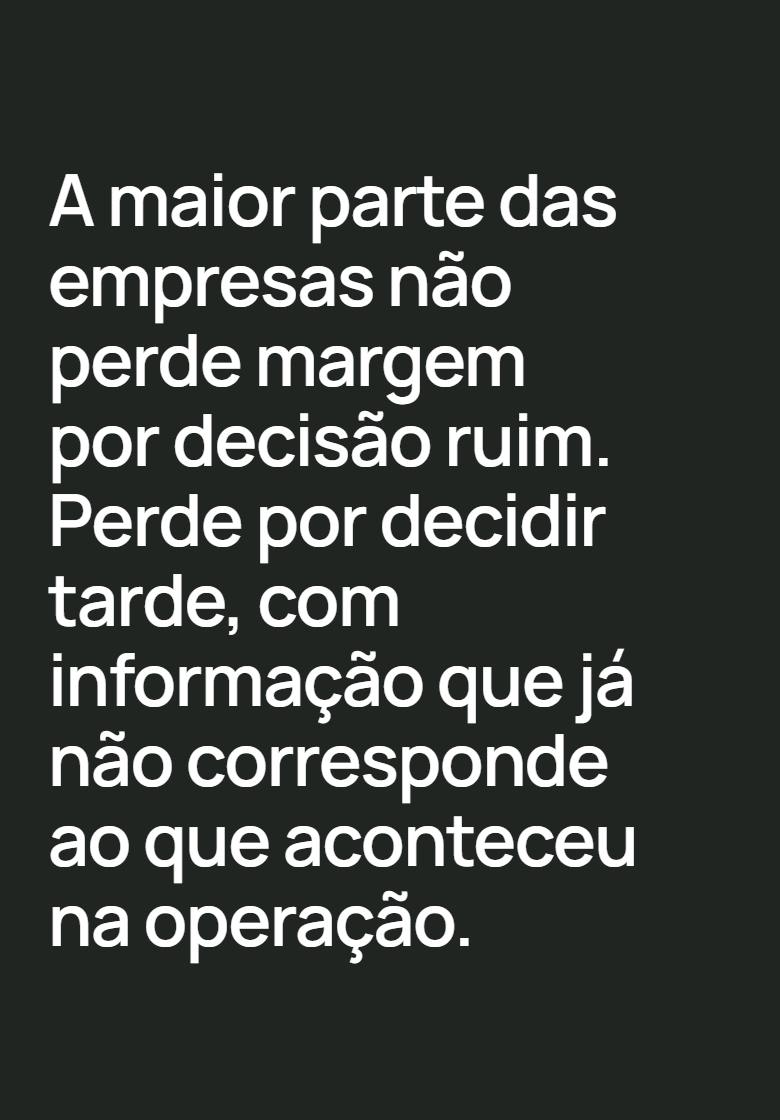 A maior parte das
empresas não
perde margem
por decisão ruim.
Perde por decidir
tarde, com
informação que já
não corresponde
ao que aconteceu
na operação.